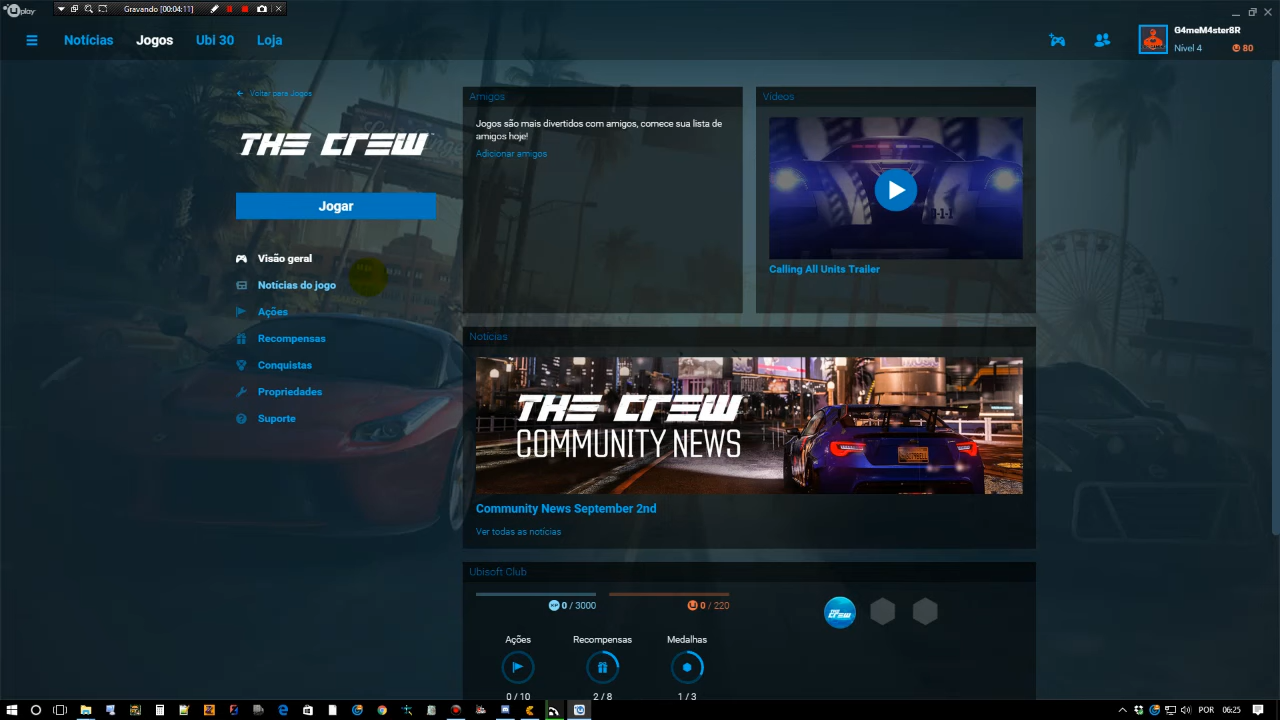 uplay
Gravando [00:04:11]
Notícias
Jogos
Ubi 30
Loja
G4meM4ster8R
Nível 4
80
Voltar para Jogos
THE CREW
Jogar
Visão geral
Notícias do jogo
Ações
Recompensas
Conquistas
Propriedades
Suporte
Amigos
Jogos são mais divertidos com amigos, comece sua lista de
amigos hoje!
Adicionar amigos
Vídeos
Calling All Units Trailer
Notícias
THE CREW
COMMUNITY NEWS
Community News September 2nd
Ver todas as notícias
Ubisoft Club
XP 0 / 3000
0 / 220
THE CREW
Ações
Recompensas
Medalhas
0 / 10
2 / 8
1 / 3
POR
06:25